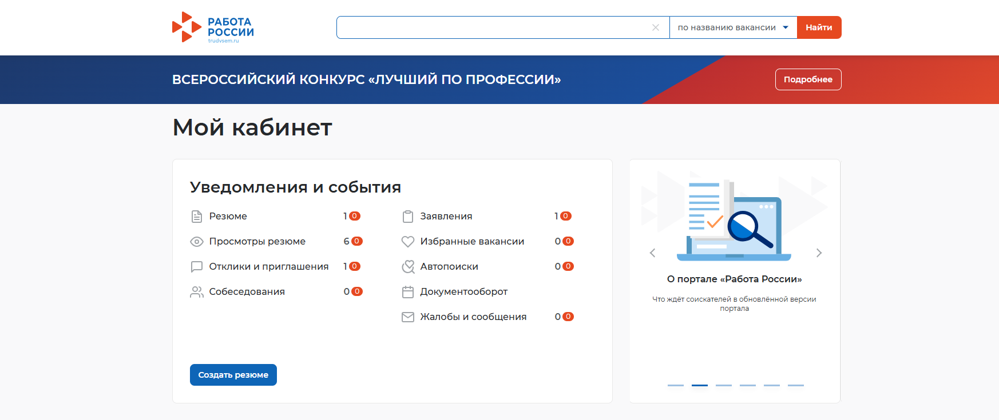 РАБОТА
РОССИИ
trudvsem.ru
по названию вакансии
Найти
ВСЕРОССИЙСКИЙ КОНКУРС «ЛУЧШИЙ ПО ПРОФЕССИИ»
Подробнее
Мой кабинет
Уведомления и события
Резюме 1 0
Просмотры резюме 6 0
Отклики и приглашения 1 0
Собеседования 0 0
Заявления 1 0
Избранные вакансии 0 0
Автопоиски 0 0
Документооборот
Жалобы и сообщения 0 0
Создать резюме
О портале «Работа России»
Что ждёт соискателей в обновлённой версии
портала